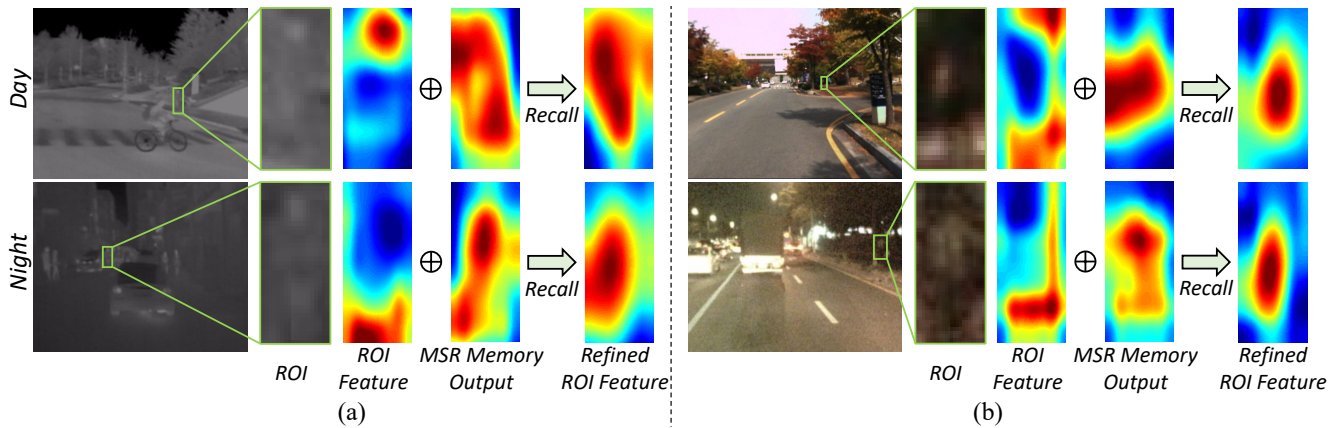 Day
Recall
Recall
Night
Recall
Recall
ROI
ROI
Feature
MSR Memory
Output
Refined
ROI Feature
ROI
ROI
Feature
MSR Memory
Output
Refined
ROI Feature
(a)
(b)